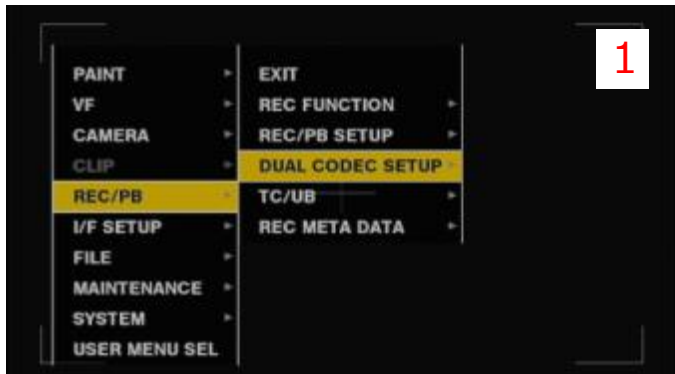 1
PAINT
VF
CAMERA
CLIP
REC/PB
I/F SETUP
FILE
MAINTENANCE
SYSTEM
USER MENU SEL
EXIT
REC FUNCTION
REC/PB SETUP
DUAL CODEC SETUP
TC/UB
REC META DATA